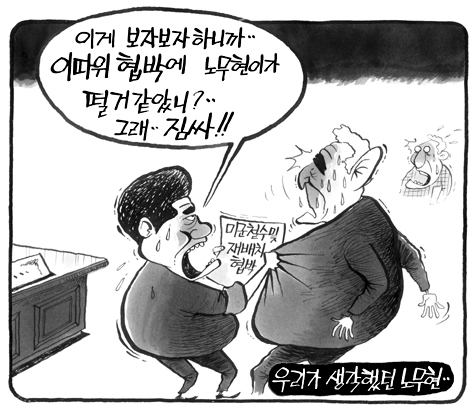 이게 보자보자 하니까··
이따위 협박에 노무현이가
떨거 같았니?··
그래·· 짐싸!!
미군철수 및
재배치
협박
우리가 생각했던 노무현··